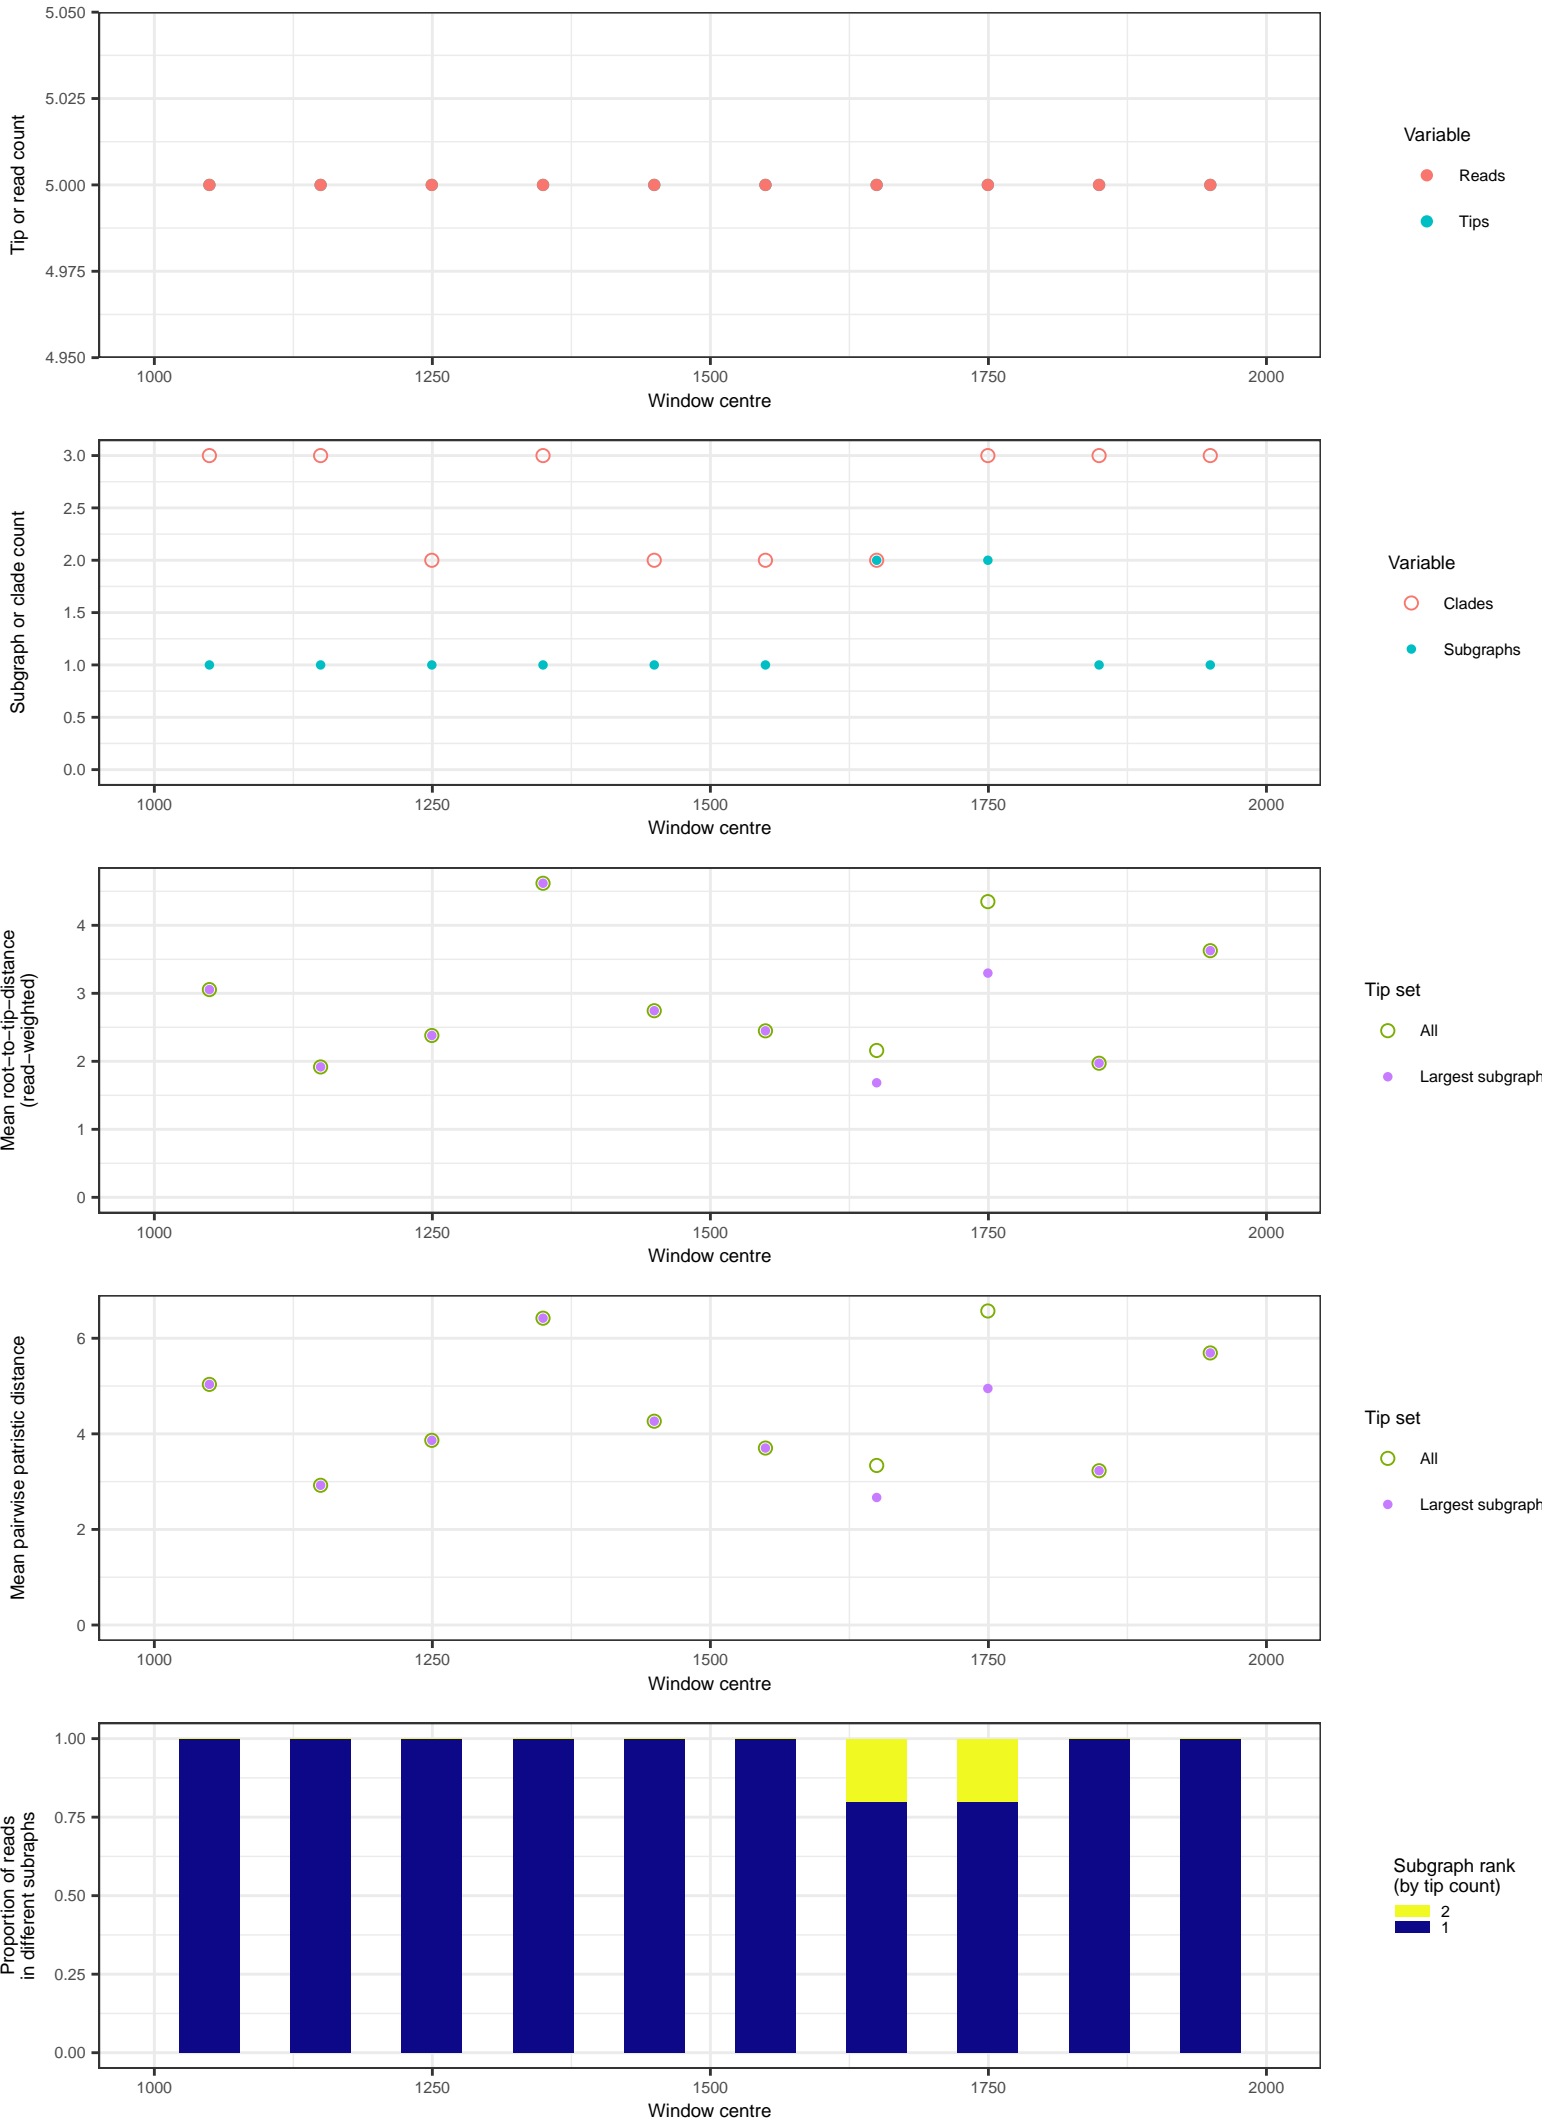 5.050
5.025
5.000
4.975
4.950
Tip or read count
1000 1250 1500 1750 2000
Window centre
Variable
Reads
Tips
3.0
2.5
2.0
1.5
1.0
0.5
0.0
Subgraph or clade count
1000 1250 1500 1750 2000
Window centre
Variable
Clades
Subgraphs
4
3
2
1
0
Mean root−to−tip−distance
(read−weighted)
1000 1250 1500 1750 2000
Window centre
Tip set
All
Largest subgraph
6
4
2
0
Mean pairwise patristic distance
1000 1250 1500 1750 2000
Window centre
Tip set
All
Largest subgraph
1.00
0.75
0.50
0.25
0.00
Proportion of reads
in different subraphs
1000 1250 1500 1750 2000
Window centre
Subgraph rank
(by tip count)
2
1